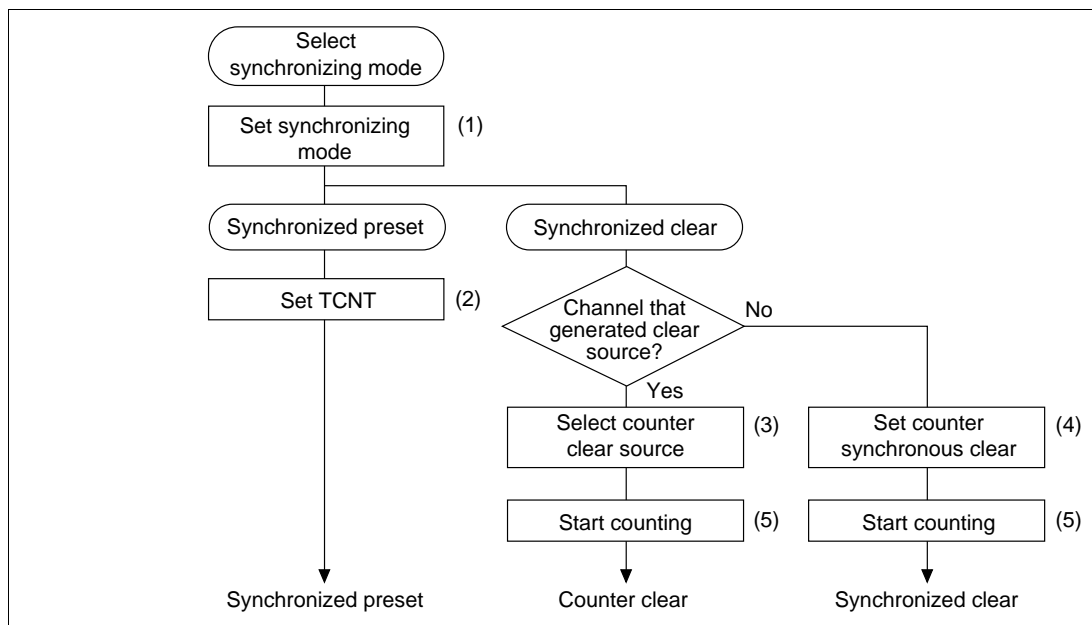 Select
synchronizing mode
Set synchronizing
mode
(1)
Synchronized preset
Synchronized clear
Set TCNT
(2)
Channel that
generated clear
source?
No
Yes
Select counter
clear source
(3)
Set counter
synchronous clear
(4)
Start counting
(5)
Start counting
(5)
Synchronized preset
Counter clear
Synchronized clear